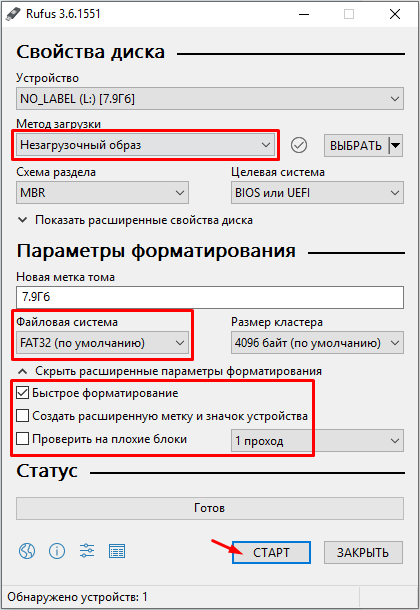 Rufus 3.6.1551
Свойства диска
Устройство
NO_LABEL (L:) [7.9Гб]
Метод загрузки
Незагрузочный образ
ВЫБРАТЬ
Схема раздела Целевая система
MBR BIOS или UEFI
Показать расширенные свойства диска
Параметры форматирования
Новая метка тома
7.9Гб
Файловая система Размер кластера
FAT32 (по умолчанию) 4096 байт (по умолчанию)
Скрыть расширенные параметры форматирования
Быстрое форматирование
Создать расширенную метку и значок устройства
Проверить на плохие блоки 1 проход
Статус
Готов
СТАРТ ЗАКРЫТЬ
Обнаружено устройств: 1